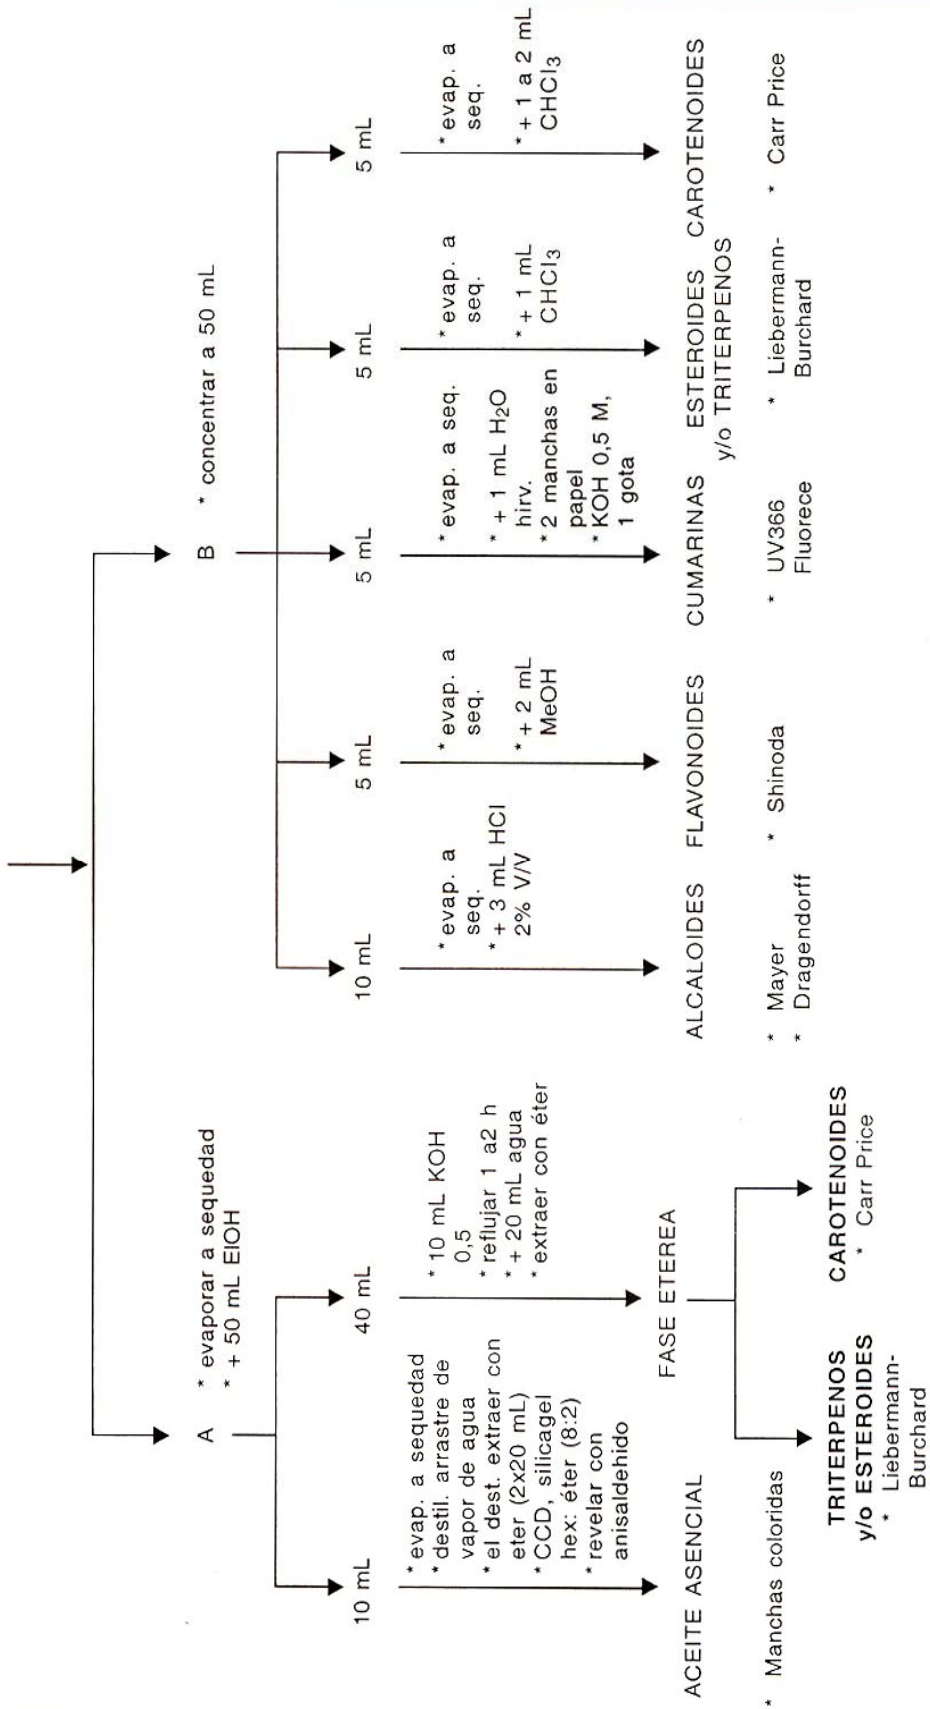 A
* evaporar a sequedad
* + 50 mL EIOH
10 mL
* evap. a sequedad
* destil. arrastre de
vapor de agua
* el dest. extraer con
eter (2x20 mL)
* CCD, silicagel
hex: éter (8:2)
* revelar con
anisaldehido
ACEITE ASENCIAL
* Manchas coloridas
40 mL
* 10 mL KOH
0,5
* reflujar 1 a2 h
* + 20 mL agua
* extraer con éter
FASE ETEREA
TRITERPENOS
y/o ESTEROIDES
* Liebermann-
Burchard
CAROTENOIDES
* Carr Price
B
* concentrar a 50 mL
10 mL
* evap. a
seq.
* + 3 mL HCl
2% V/V
ALCALOIDES
* Mayer
* Dragendorff
5 mL
* evap. a
seq.
* + 2 mL
MeOH
FLAVONOIDES
* Shinoda
5 mL
* evap. a seq.
* + 1 mL H2O
hirv.
* 2 manchas en
papel
* KOH 0,5 M,
1 gota
CUMARINAS
* UV366
Fluorece
5 mL
* evap. a
seq.
* + 1 mL
CHCl3
ESTEROIDES
y/o TRITERPENOS
* Liebermann-
Burchard
5 mL
* evap. a
seq.
* + 1 a 2 mL
CHCl3
CAROTENOIDES
* Carr Price